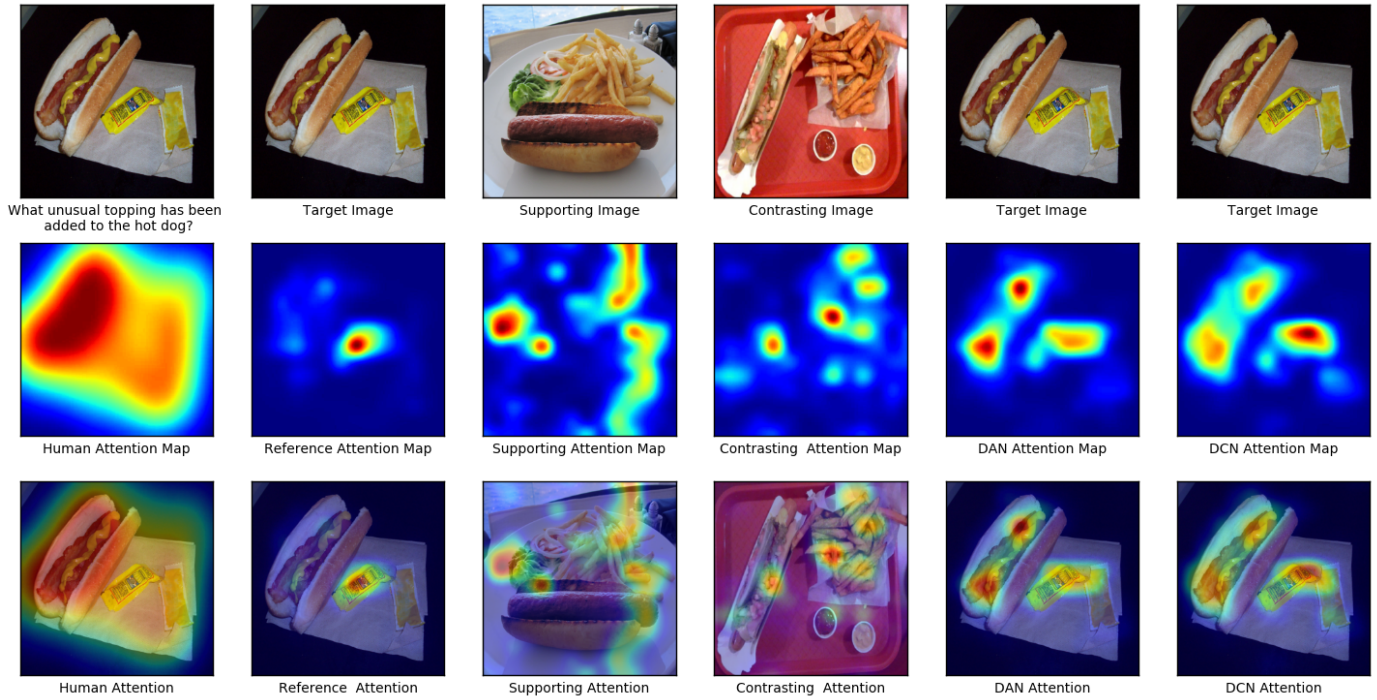 What unusual topping has been
added to the hot dog?
Target Image
Supporting Image
Contrasting Image
Target Image
Target Image
Human Attention Map
Reference Attention Map
Supporting Attention Map
Contrasting  Attention Map
DAN Attention Map
DCN Attention Map
Human Attention
Reference  Attention
Supporting Attention
Contrasting  Attention
DAN Attention
DCN Attention